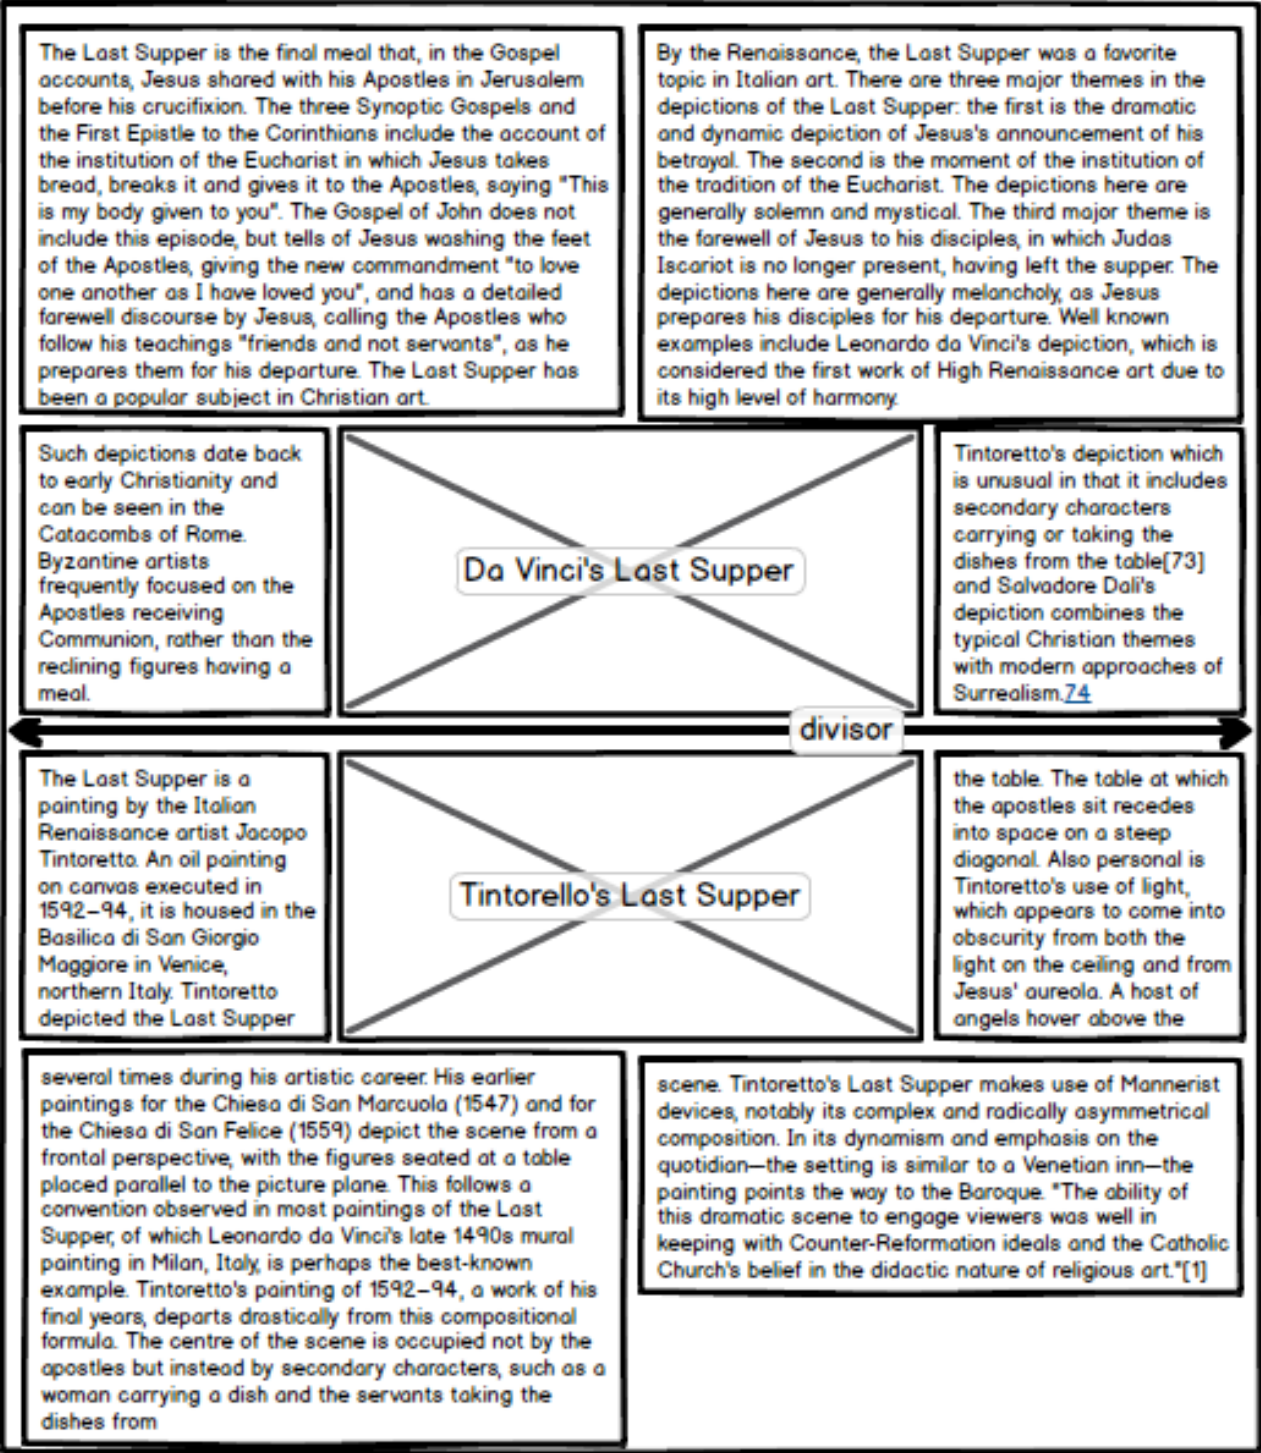 The Last Supper is the final meal that, in the Gospel
accounts, Jesus shared with his Apostles in Jerusalem
before his crucifixion. The three Synoptic Gospels and
the First Epistle to the Corinthians include the account of
the institution of the Eucharist in which Jesus takes
bread, breaks it and gives it to the Apostles, saying "This
is my body given to you". The Gospel of John does not
include this episode, but tells of Jesus washing the feet
of the Apostles, giving the new commandment "to love
one another as I have loved you", and has a detailed
farewell discourse by Jesus, calling the Apostles who
follow his teachings "friends and not servants", as he
prepares them for his departure. The Last Supper has
been a popular subject in Christian art.
Such depictions date back
to early Christianity and
can be seen in the
Catacombs of Rome.
Byzantine artists
frequently focused on the
Apostles receiving
Communion, rather than the
reclining figures having a
meal.
Da Vinci's Last Supper
By the Renaissance, the Last Supper was a favorite
topic in Italian art. There are three major themes in the
depictions of the Last Supper: the first is the dramatic
and dynamic depiction of Jesus's announcement of his
betrayal. The second is the moment of the institution of
the tradition of the Eucharist. The depictions here are
generally solemn and mystical. The third major theme is
the farewell of Jesus to his disciples, in which Judas
Iscariot is no longer present, having left the supper. The
depictions here are generally melancholy, as Jesus
prepares his disciples for his departure. Well known
examples include Leonardo da Vinci's depiction, which is
considered the first work of High Renaissance art due to
its high level of harmony.
Tintoretto's depiction which
is unusual in that it includes
secondary characters
carrying or taking the
dishes from the table[73]
and Salvadore Dali's
depiction combines the
typical Christian themes
with modern approaches of
Surrealism.74
divisor
The Last Supper is a
painting by the Italian
Renaissance artist Jacopo
Tintoretto. An oil painting
on canvas executed in
1592–94, it is housed in the
Basilica di San Giorgio
Maggiore in Venice,
northern Italy. Tintoretto
depicted the Last Supper
several times during his artistic career. His earlier
paintings for the Chiesa di San Marcuola (1547) and for
the Chiesa di San Felice (1559) depict the scene from a
frontal perspective, with the figures seated at a table
placed parallel to the picture plane. This follows a
convention observed in most paintings of the Last
Supper, of which Leonardo da Vinci's late 1490s mural
painting in Milan, Italy, is perhaps the best-known
example. Tintoretto's painting of 1592–94, a work of his
final years, departs drastically from this compositional
formula. The centre of the scene is occupied not by the
apostles but instead by secondary characters, such as a
woman carrying a dish and the servants taking the
dishes from
Tintorello's Last Supper
the table. The table at which
the apostles sit recedes
into space on a steep
diagonal. Also personal is
Tintoretto's use of light,
which appears to come into
obscurity from both the
light on the ceiling and from
Jesus' aureola. A host of
angels hover above the
scene. Tintoretto's Last Supper makes use of Mannerist
devices, notably its complex and radically asymmetrical
composition. In its dynamism and emphasis on the
quotidian—the setting is similar to a Venetian inn—the
painting points the way to the Baroque. "The ability of
this dramatic scene to engage viewers was well in
keeping with Counter-Reformation ideals and the Catholic
Church's belief in the didactic nature of religious art."[1]